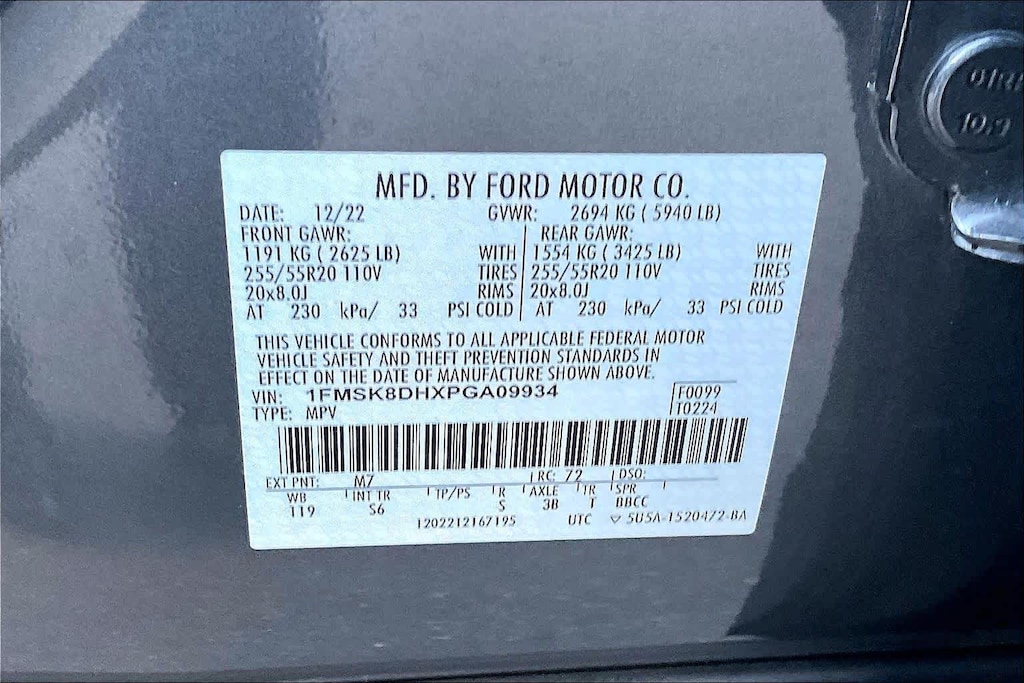 MFD. BY FORD MOTOR CO.
DATE: 12/22 GVWR: 2694 KG ( 5940 LB)
FRONT GAWR: REAR GAWR:
1191 KG ( 2625 LB) WITH 1554 KG ( 3425 LB) WITH
255/55R20 110V TIRES 255/55R20 110V TIRES
20x8.0J RIMS 20x8.0J RIMS
AT 230 kPa/ 33 PSI COLD AT 230 kPa/ 33 PSI COLD
THIS VEHICLE CONFORMS TO ALL APPLICABLE FEDERAL MOTOR
VEHICLE SAFETY AND THEFT PREVENTION STANDARDS IN
EFFECT ON THE DATE OF MANUFACTURE SHOWN ABOVE.
VIN: 1FMSK8DHXPGA09934 F0099
TYPE: MPV T0224
EXT PNT: M7 RC: 72 DSO:
WB INT TR TP/PS R AXLE TR SPR
119 S6 S 3B T BBCC
1202212167195 UTC ▽ 5U5A-1520472-BA
10.9